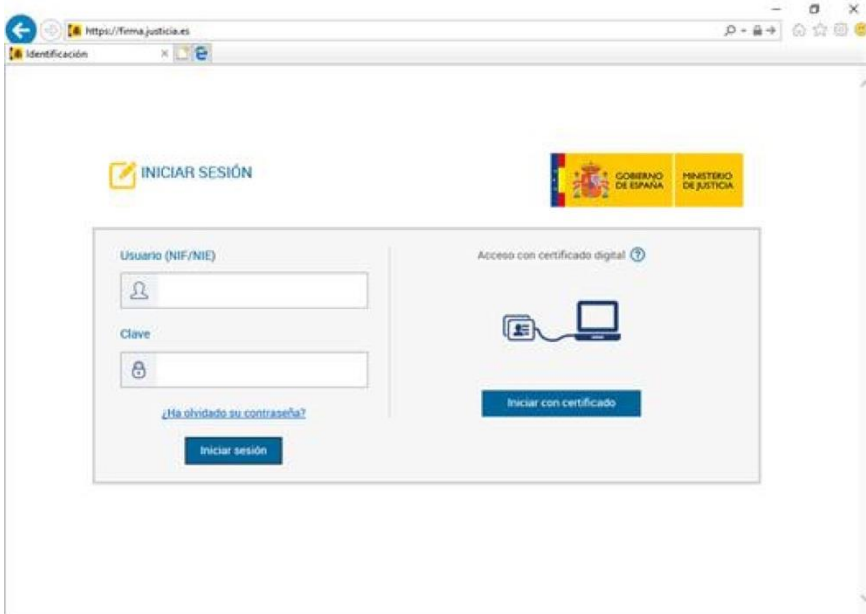 https://firma.justicia.es
Identificación
INICIAR SESIÓN
GOBIERNO
DE ESPAÑA
MINISTERIO
DE JUSTICIA
Usuario (NIF/NIE)
Clave
¿Ha olvidado su contraseña?
Iniciar sesión
Acceso con certificado digital ?
Iniciar con certificado